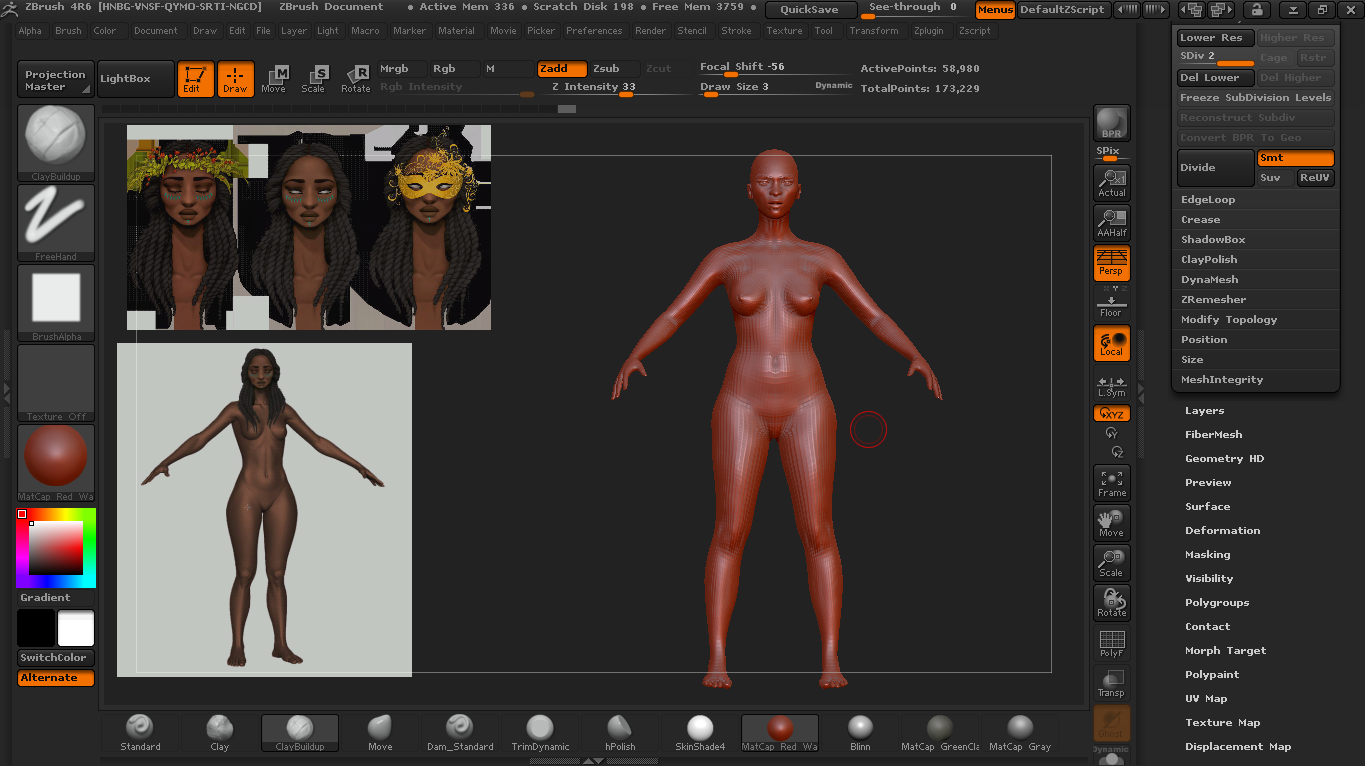 ZBrush 4R6 [HNBG-VNSF-QYMO-SRTI-NGCD] ZBrush Document • Active Mem 336 • Scratch Disk 198 • Free Mem 3759 • QuickSave See-through 0 Menus DefaultZScript
Alpha Brush Color Document Draw Edit File Layer Light Macro Marker Material Movie Picker Preferences Render Stencil Stroke Texture Tool Transform Zplugin Zscript
Projection Master
LightBox
Edit
Draw
Move
Scale
Rotate
Mrgb Rgb M
Rgb Intensity
Zadd Zsub Zcut
Z Intensity 33
Focal Shift -56
Draw Size 3
Dynamic
ActivePoints: 58,980
TotalPoints: 173,229
ClayBuildup
FreeHand
BrushAlpha
Texture Off
MatCap Red Wa
Gradient
SwitchColor
Alternate
BPR
SPix
Actual
AAHalf
Persp
Floor
Local
L.Sym
XYZ
Y
Z
Frame
Move
Scale
Rotate
PolyF
Transp
Ghost
Dynamic
Lower Res Higher Res
SDiv 2 Cage Rstr
Del Lower Del Higher
Freeze SubDivision Levels
Reconstruct Subdiv
Convert BPR To Geo
Divide Smt
Suv ReUV
EdgeLoop
Crease
ShadowBox
ClayPolish
DynaMesh
ZRemesher
Modify Topology
Position
Size
MeshIntegrity
Layers
FiberMesh
Geometry HD
Preview
Surface
Deformation
Masking
Visibility
Polygroups
Contact
Morph Target
Polypaint
UV Map
Texture Map
Displacement Map
Standard Clay ClayBuildup Move Dam_Standard TrimDynamic hPolish SkinShade4 MatCap Red Wa Blinn MatCap GreenCla MatCap Gray